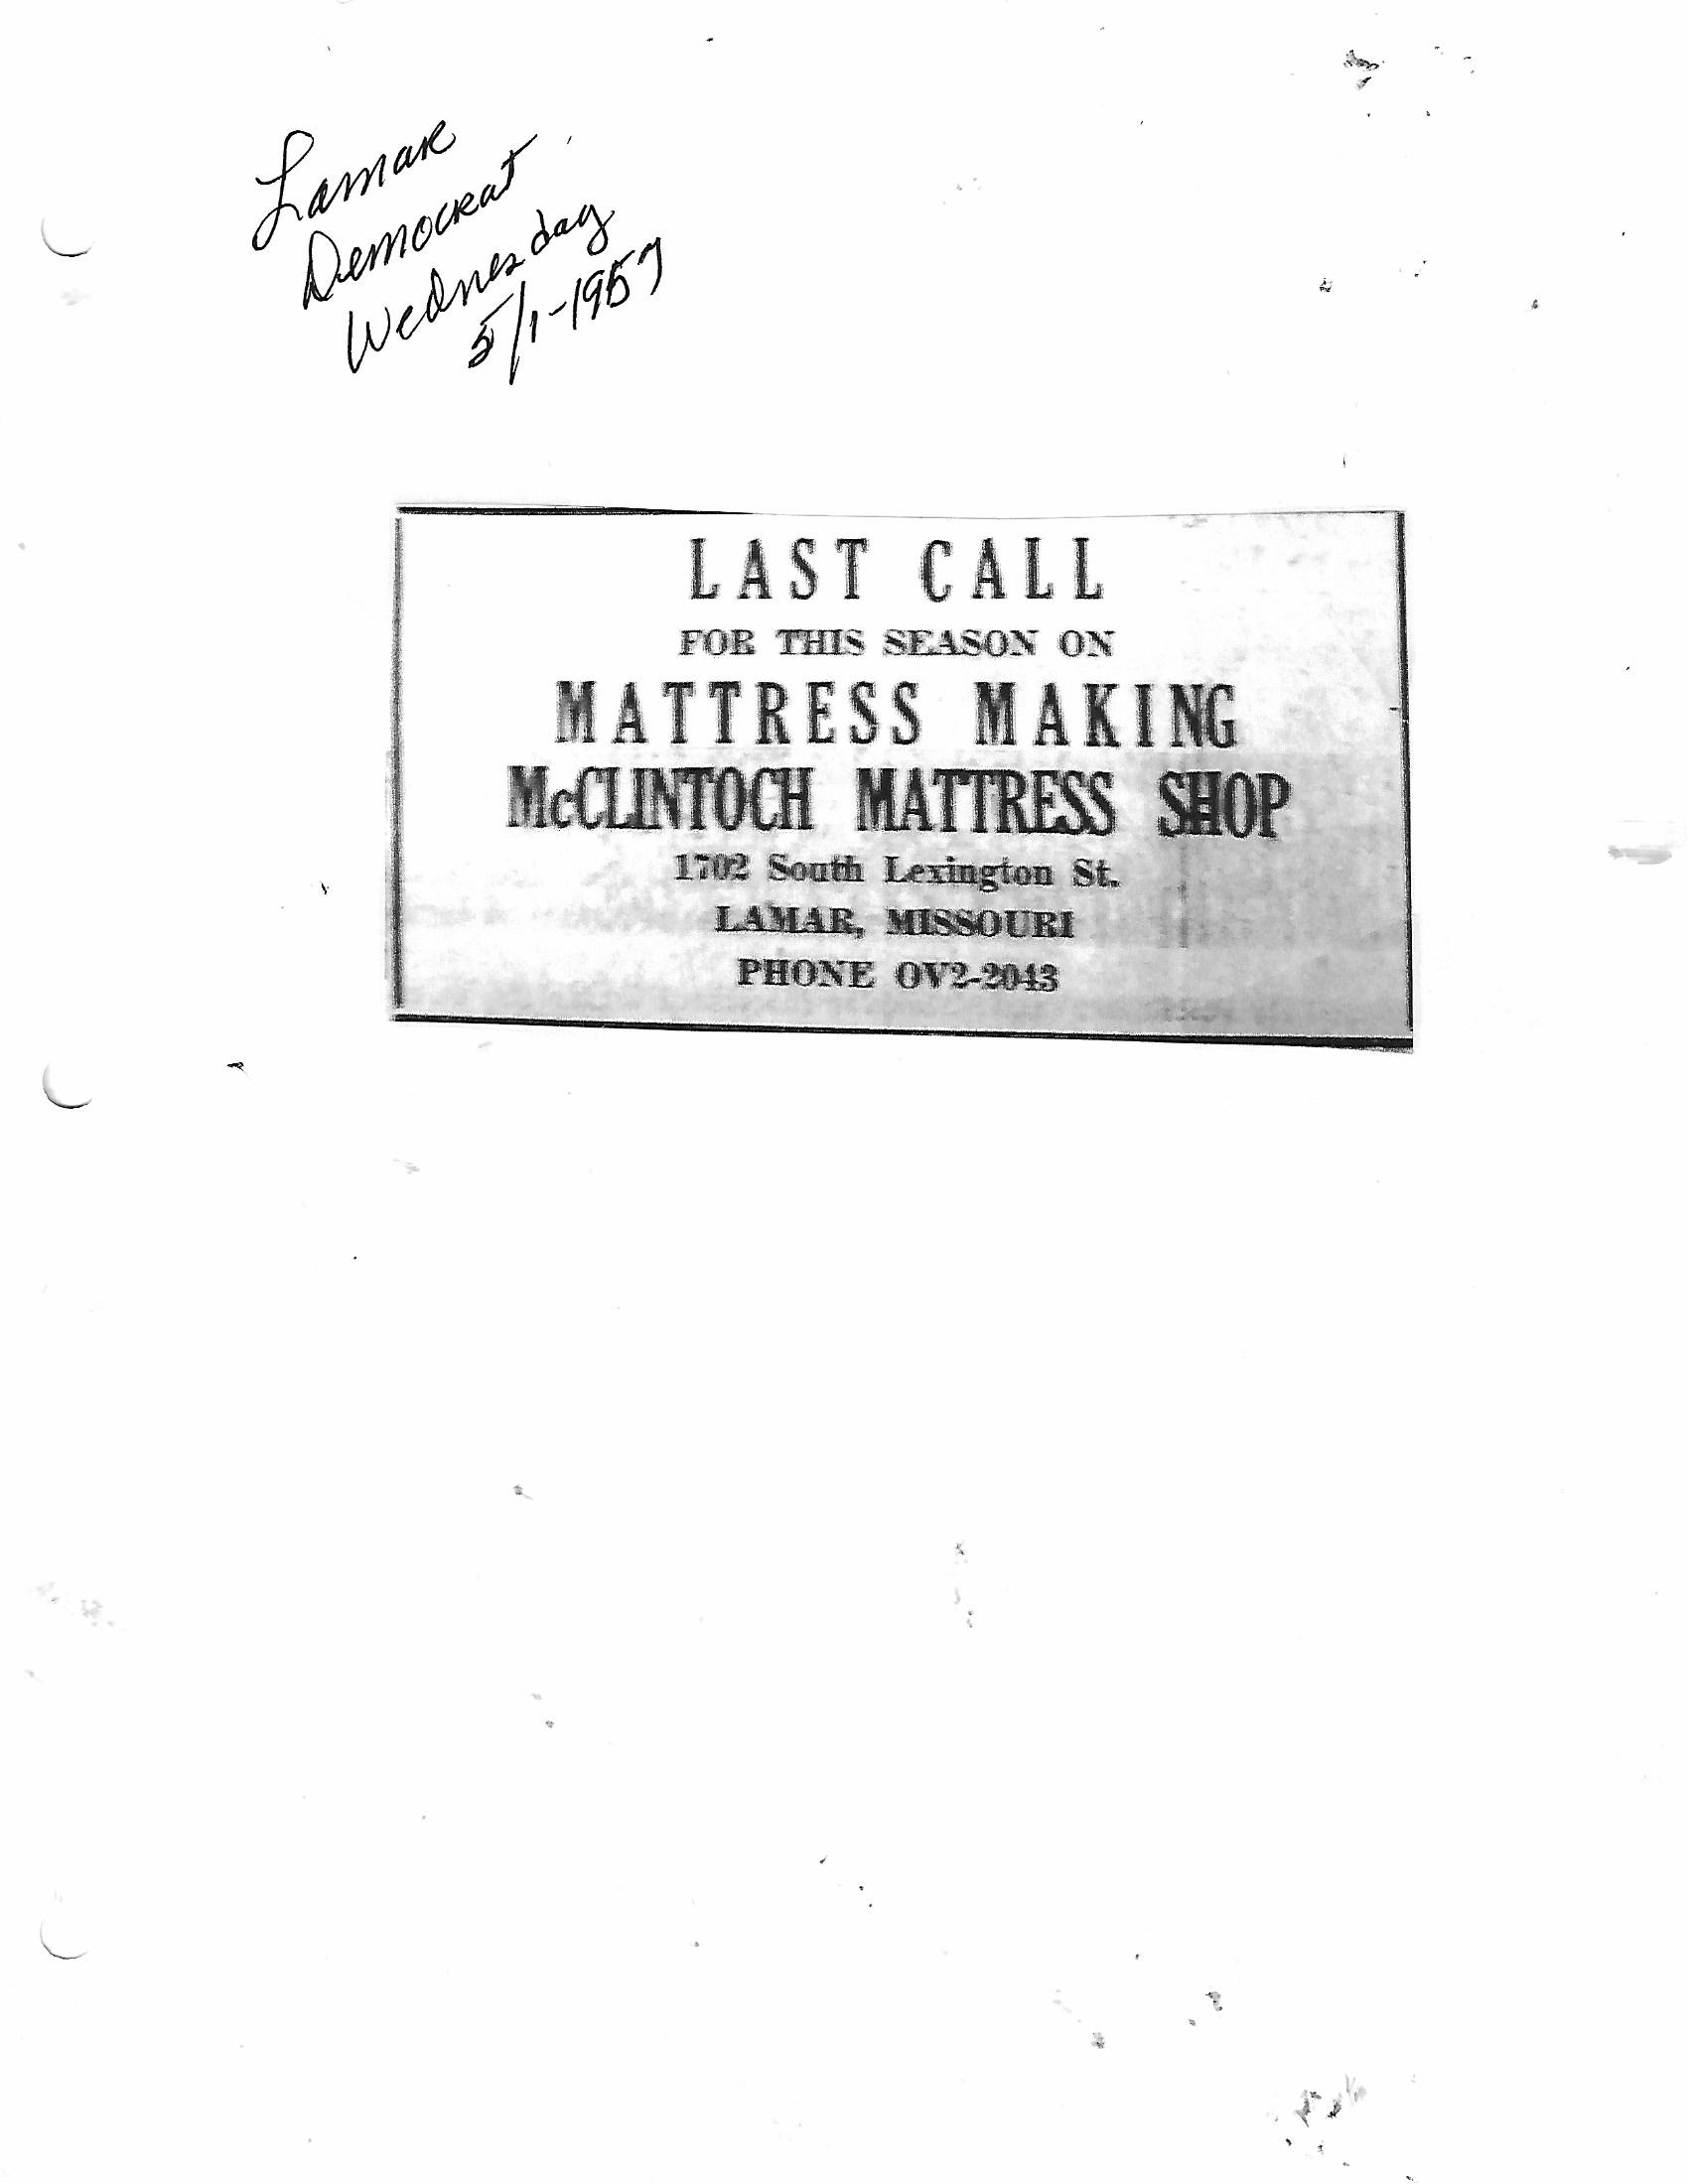 Lamar
Democrat
Wednesday
5/1-1957
LAST CALL
FOR THIS SEASON ON
MATTRESS MAKING
McCLINTOCH MATTRESS SHOP
1702 South Lexington St.
LAMAR, MISSOURI
PHONE OV2-2043